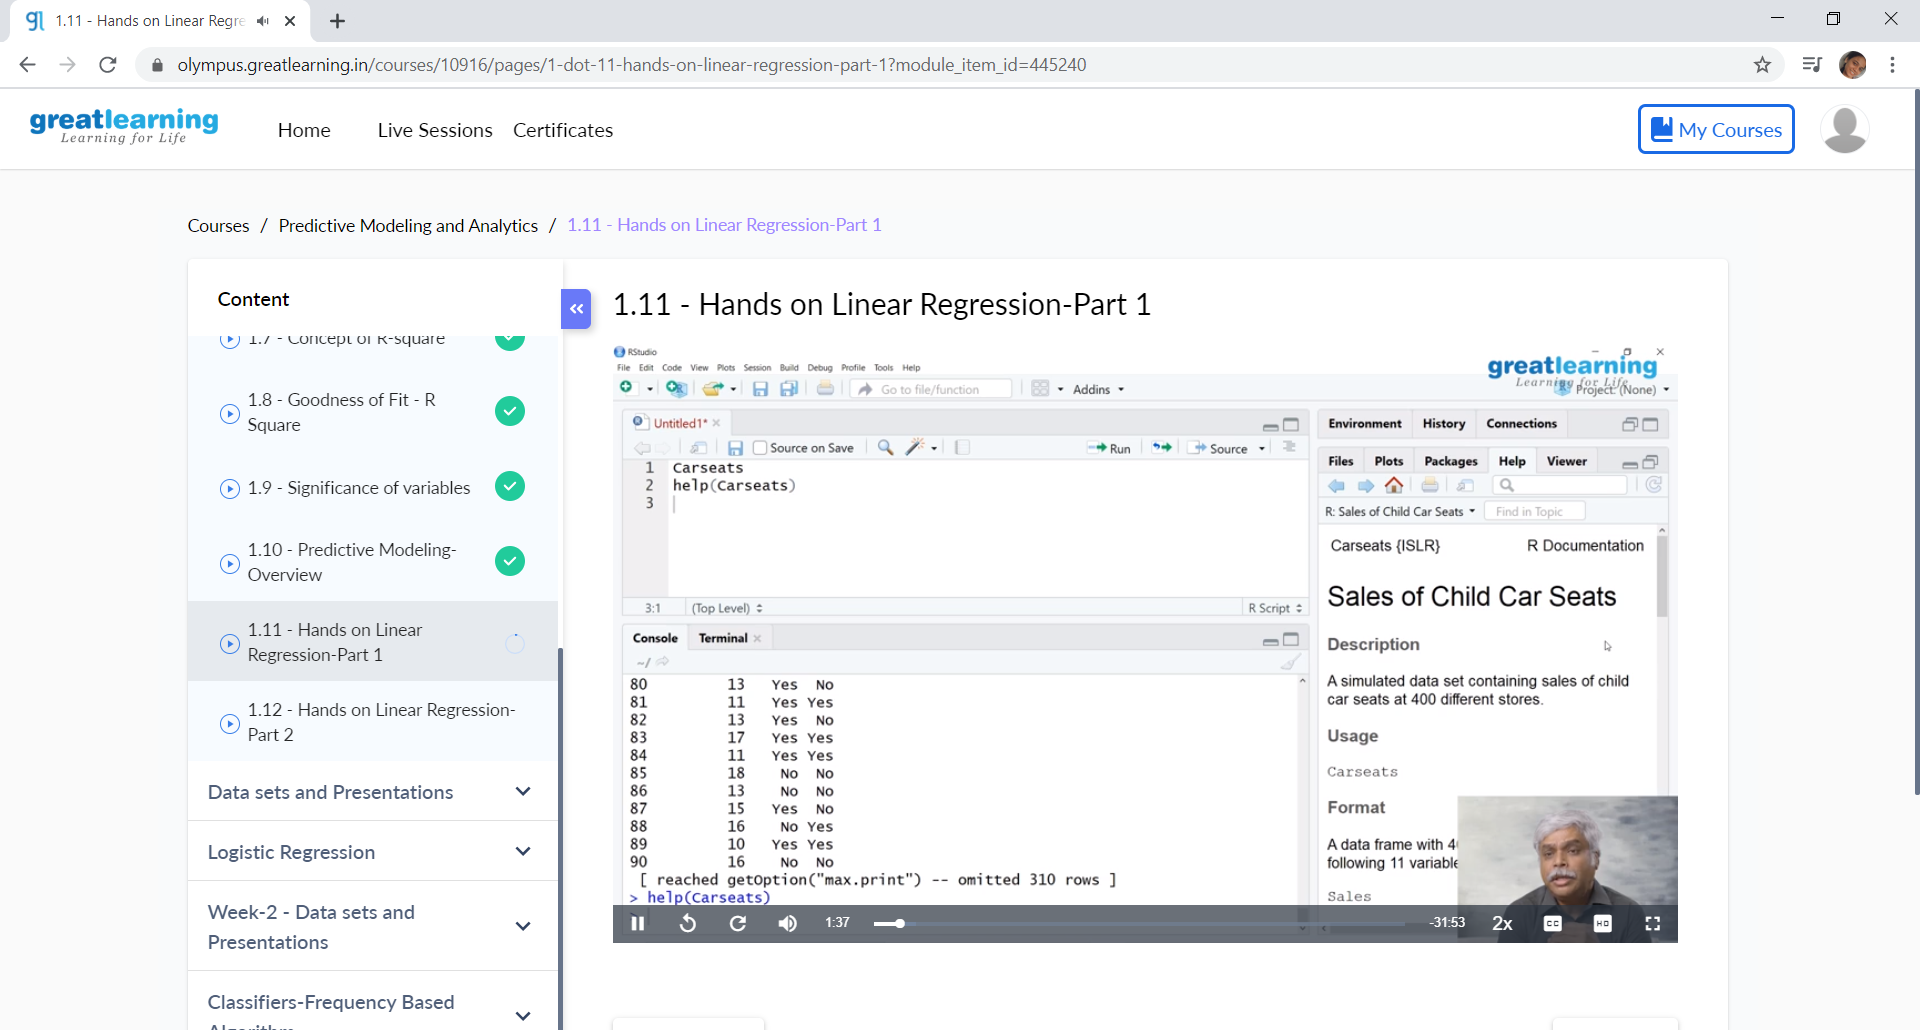 1.11 - Hands on Linear Regre
olympus.greatlearning.in/courses/10916/pages/1-dot-11-hands-on-linear-regression-part-1?module_item_id=445240
greatlearning
Learning for Life
Home
Live Sessions
Certificates
My Courses
Courses / Predictive Modeling and Analytics / 1.11 - Hands on Linear Regression-Part 1
Content
1.7 - Concept of R-square
1.8 - Goodness of Fit - R
Square
1.9 - Significance of variables
1.10 - Predictive Modeling-
Overview
1.11 - Hands on Linear
Regression-Part 1
1.12 - Hands on Linear Regression-
Part 2
Data sets and Presentations
Logistic Regression
Week-2 - Data sets and
Presentations
Classifiers-Frequency Based
Algorithm
1.11 - Hands on Linear Regression-Part 1
RStudio
File Edit Code View Plots Session Build Debug Profile Tools Help
Go to file/function
Addins
greatlearning
Learning for Life
Project: (None)
Untitled1*
Source on Save
Run
Source
1 Carseats
2 help(Carseats)
3
3:1 (Top Level)
R Script
Console Terminal
~/
80 13 Yes No
81 11 Yes Yes
82 13 Yes No
83 17 Yes Yes
84 11 Yes Yes
85 18 No No
86 13 No No
87 15 Yes No
88 16 No Yes
89 10 Yes Yes
90 16 No No
[ reached getOption("max.print") -- omitted 310 rows ]
> help(Carseats)
Environment History Connections
Files Plots Packages Help Viewer
R: Sales of Child Car Seats
Find in Topic
Carseats {ISLR}
R Documentation
Sales of Child Car Seats
Description
A simulated data set containing sales of child
car seats at 400 different stores.
Usage
Carseats
Format
A data frame with 4
following 11 variable
Sales
1:37
-31:53
2x
CC
HD